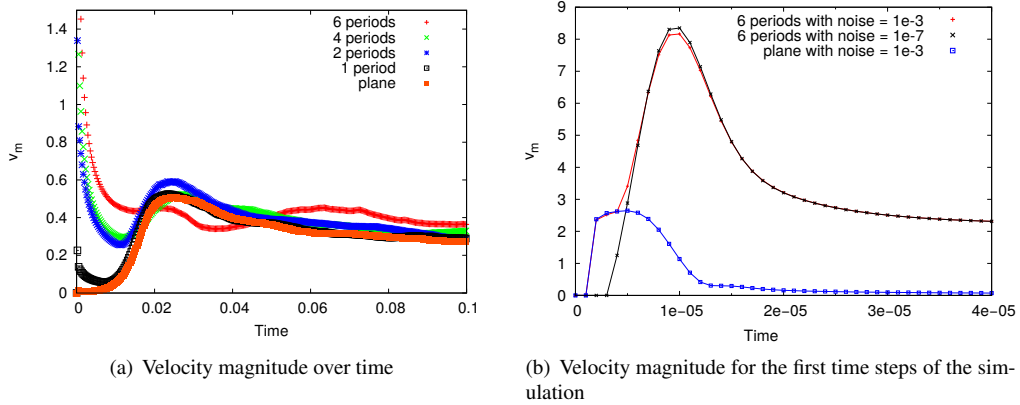 6 periods
4 periods
2 periods
1 period
plane
1.4
1.2
1
0.8
0.6
0.4
0.2
0
v_m
0
0.02
0.04
0.06
0.08
0.1
Time
(a) Velocity magnitude over time
6 periods with noise = 1e-3
6 periods with noise = 1e-7
plane with noise = 1e-3
9
8
7
6
5
4
3
2
1
0
v_m
0
1e-05
2e-05
3e-05
4e-05
Time
(b) Velocity magnitude for the first time steps of the sim-
ulation